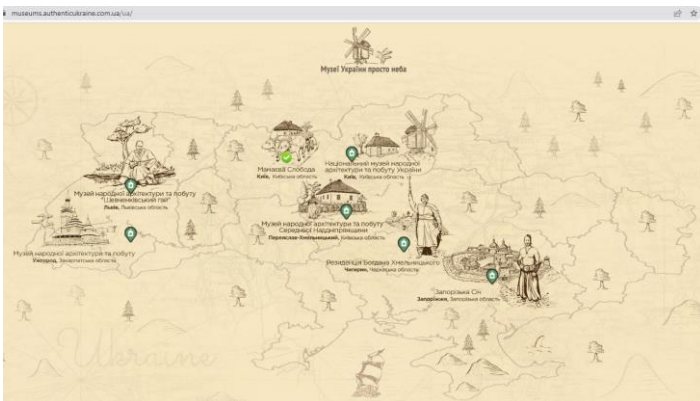 museums.authenticukraine.com.ua/ua/
Музеї України просто неба
Мамаєва Слобода
Київ, Київська область
Національний музей народної
архітектури та побуту України
Київ, Київська область
Музей народної архітектури та побуту
"Шевченківський гай"
Львів, Львівська область
Музей народної архітектури та побуту
Середньої Наддніпрянщини
Переяслав-Хмельницький, Київська область
Музей народної архітектури та побуту
Ужгород, Закарпатська область
Резиденція Богдана Хмельницького
Чигирин, Черкаська область
Запорізька Січ
Запоріжжя, Запорізька область
Ukraine